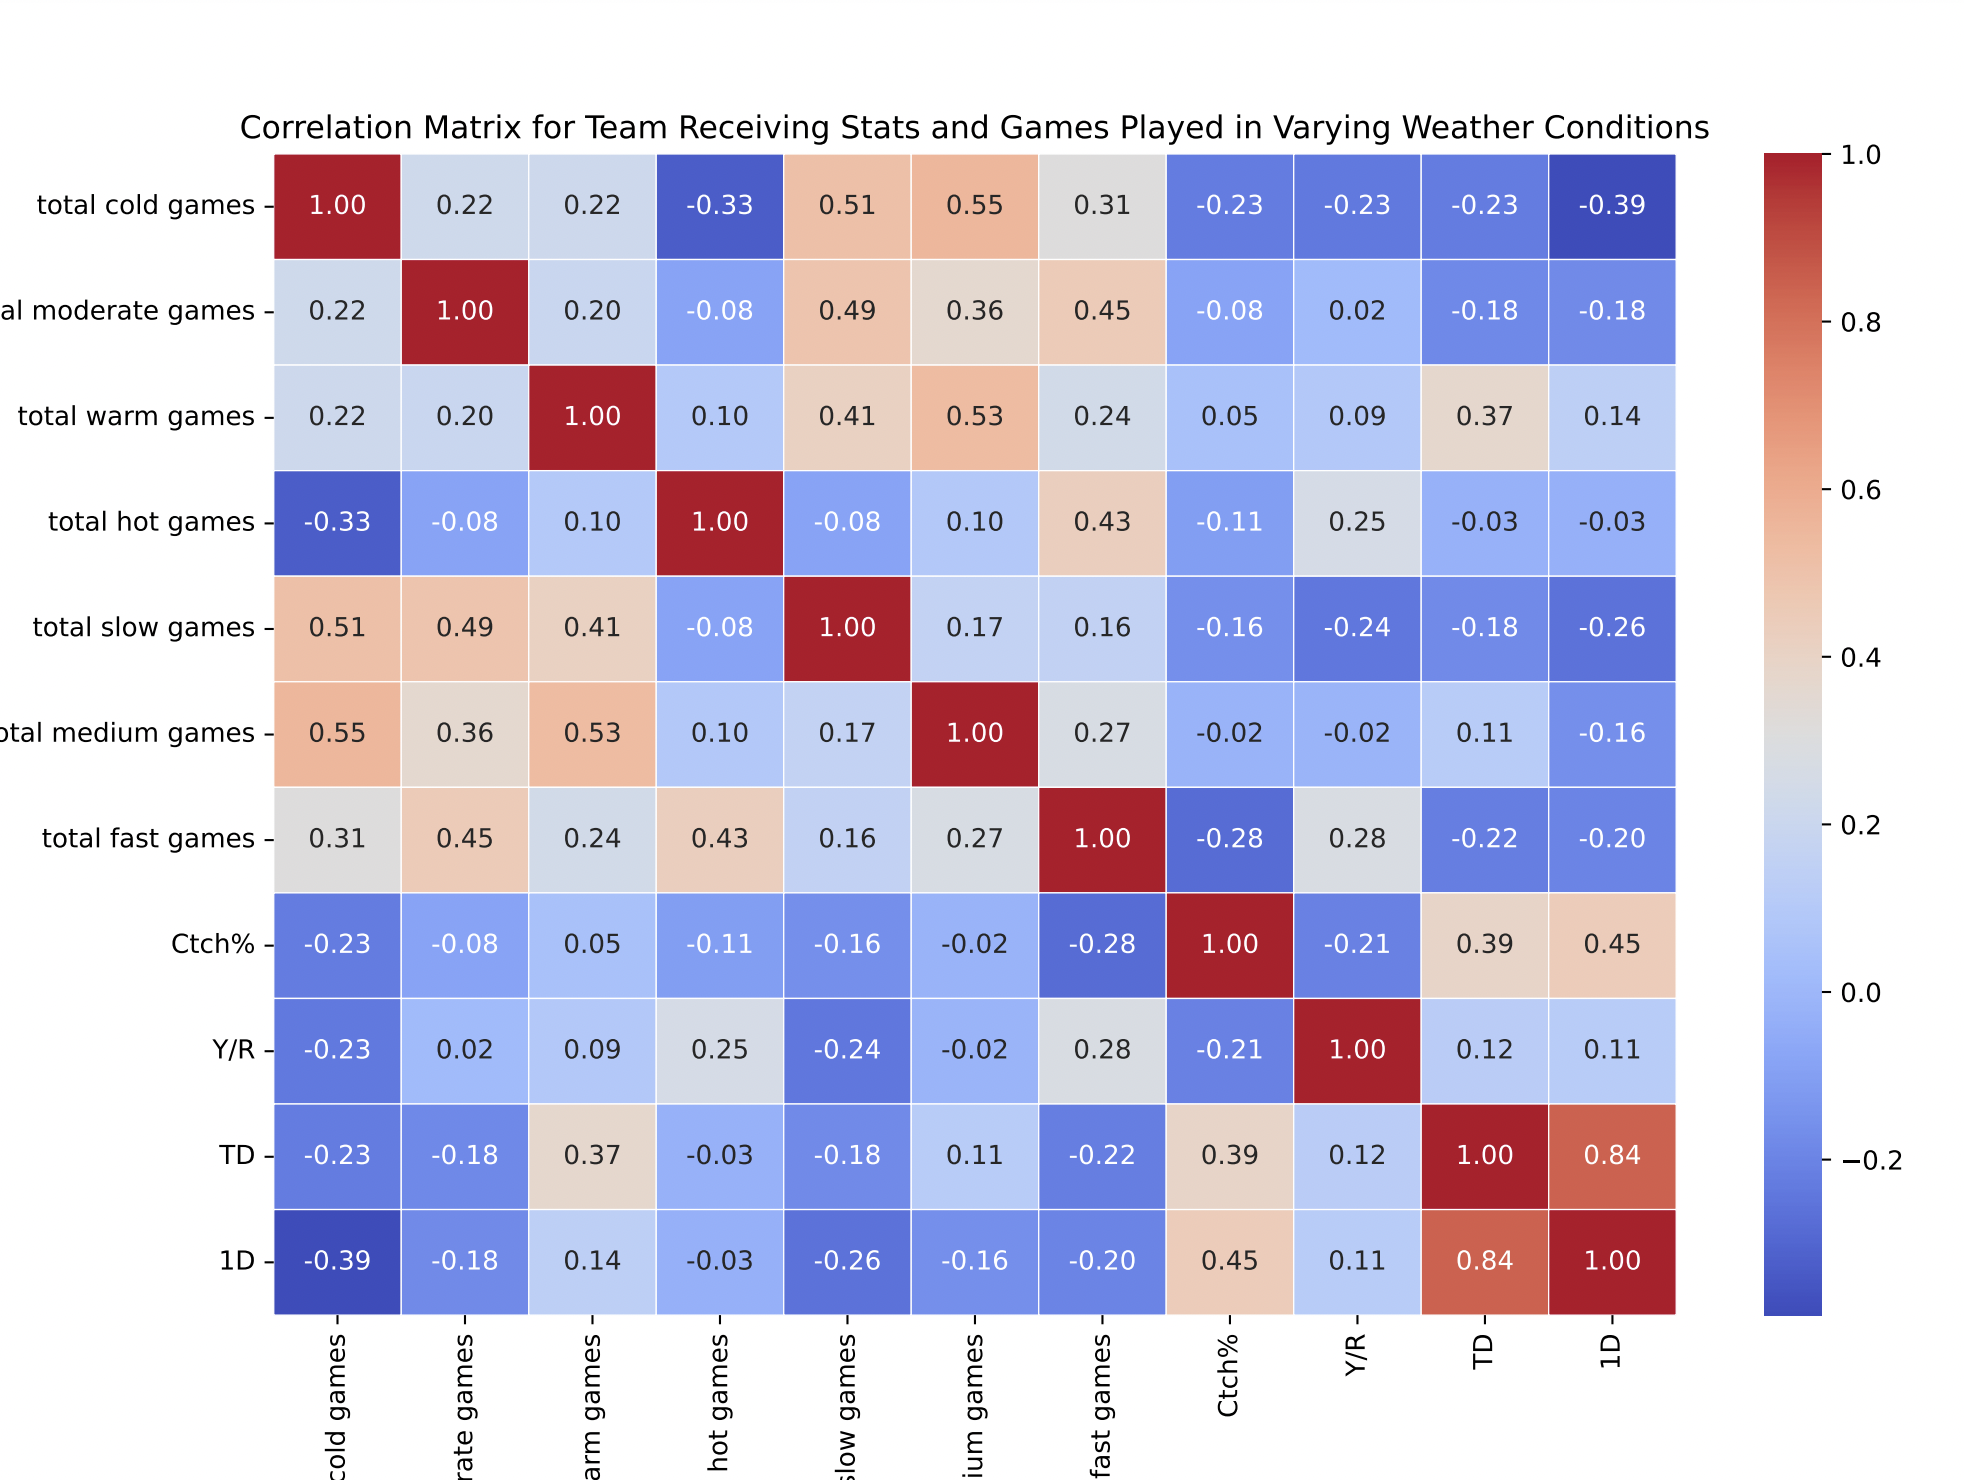 Correlation Matrix for Team Receiving Stats and Games Played in Varying Weather Conditions
total cold games 1.00 0.22 0.22 -0.33 0.51 0.55 0.31 -0.23 -0.23 -0.23 -0.39
al moderate games 0.22 1.00 0.20 -0.08 0.49 0.36 0.45 -0.08 0.02 -0.18 -0.18
total warm games 0.22 0.20 1.00 0.10 0.41 0.53 0.24 0.05 0.09 0.37 0.14
total hot games -0.33 -0.08 0.10 1.00 -0.08 0.10 0.43 -0.11 0.25 -0.03 -0.03
total slow games 0.51 0.49 0.41 -0.08 1.00 0.17 0.16 -0.16 -0.24 -0.18 -0.26
otal medium games 0.55 0.36 0.53 0.10 0.17 1.00 0.27 -0.02 -0.02 0.11 -0.16
total fast games 0.31 0.45 0.24 0.43 0.16 0.27 1.00 -0.28 0.28 -0.22 -0.20
Ctch% -0.23 -0.08 0.05 -0.11 -0.16 -0.02 -0.28 1.00 -0.21 0.39 0.45
Y/R -0.23 0.02 0.09 0.25 -0.24 -0.02 0.28 -0.21 1.00 0.12 0.11
TD -0.23 -0.18 0.37 -0.03 -0.18 0.11 -0.22 0.39 0.12 1.00 0.84
1D -0.39 -0.18 0.14 -0.03 -0.26 -0.16 -0.20 0.45 0.11 0.84 1.00
cold games
rate games
arm games
hot games
slow games
ium games
fast games
Ctch%
Y/R
TD
1D
1.0
0.8
0.6
0.4
0.2
0.0
−0.2